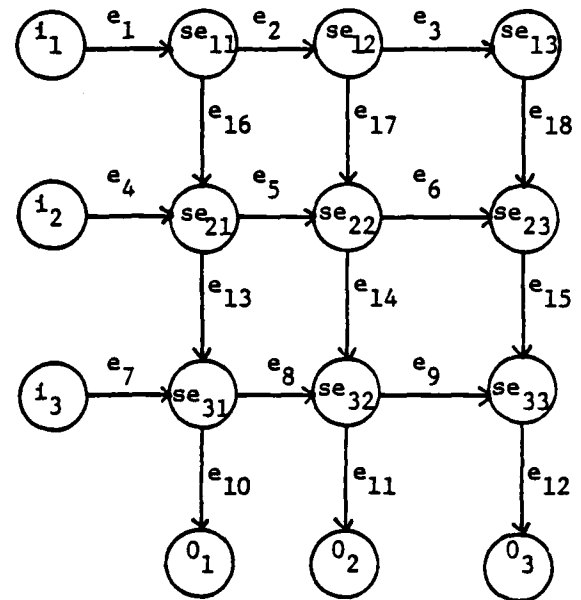 i1 e1 se11 e2 se12 e3 se13
e16 e17 e18
i2 e4 se21 e5 se22 e6 se23
e13 e14 e15
i3 e7 se31 e8 se32 e9 se33
e10 e11 e12
O1 O2 O3